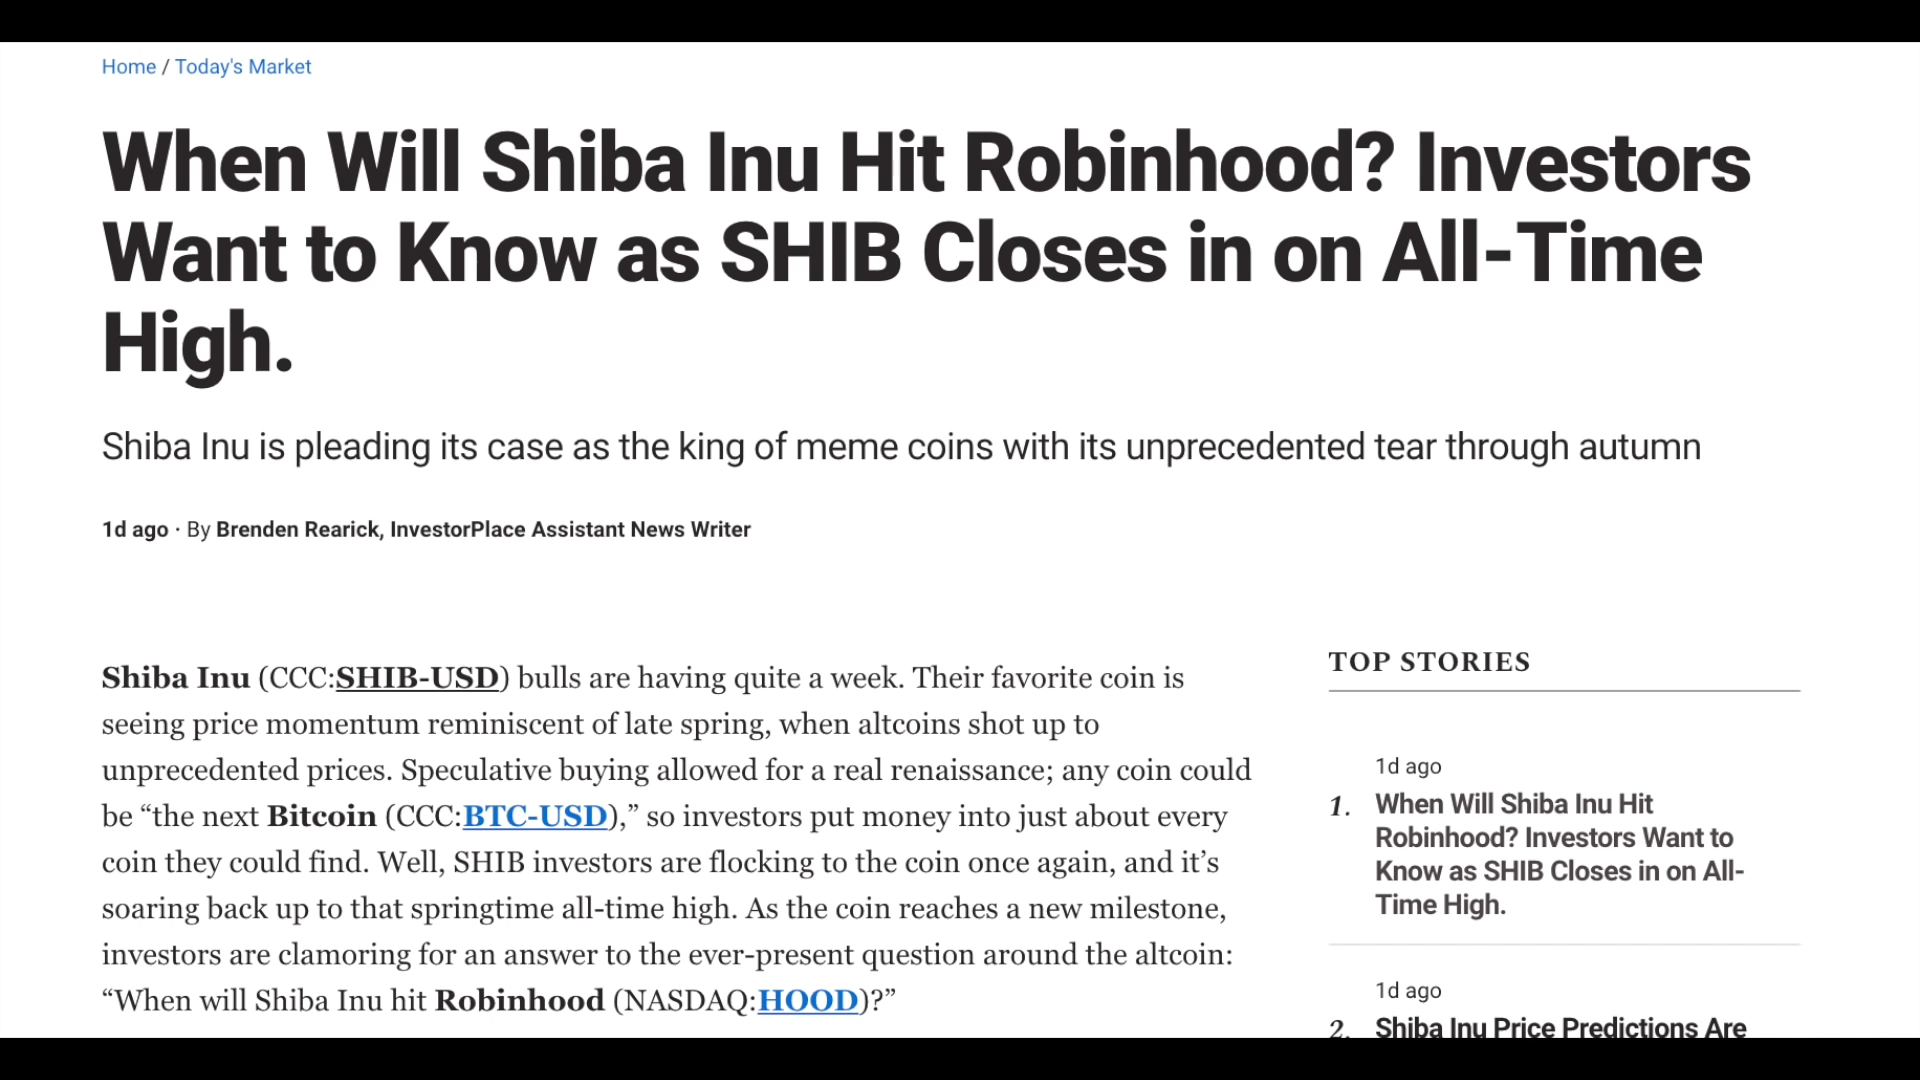 Home / Today's Market
When Will Shiba Inu Hit Robinhood? Investors
Want to Know as SHIB Closes in on All-Time
High.
Shiba Inu is pleading its case as the king of meme coins with its unprecedented tear through autumn
1d ago · By Brenden Rearick, InvestorPlace Assistant News Writer
Shiba Inu (CCC:SHIB-USD) bulls are having quite a week. Their favorite coin is
seeing price momentum reminiscent of late spring, when altcoins shot up to
unprecedented prices. Speculative buying allowed for a real renaissance; any coin could
be “the next Bitcoin (CCC:BTC-USD),” so investors put money into just about every
coin they could find. Well, SHIB investors are flocking to the coin once again, and it’s
soaring back up to that springtime all-time high. As the coin reaches a new milestone,
investors are clamoring for an answer to the ever-present question around the altcoin:
“When will Shiba Inu hit Robinhood (NASDAQ:HOOD)?”
TOP STORIES
1d ago
1. When Will Shiba Inu Hit
Robinhood? Investors Want to
Know as SHIB Closes in on All-
Time High.
1d ago
2. Shiba Inu Price Predictions Are